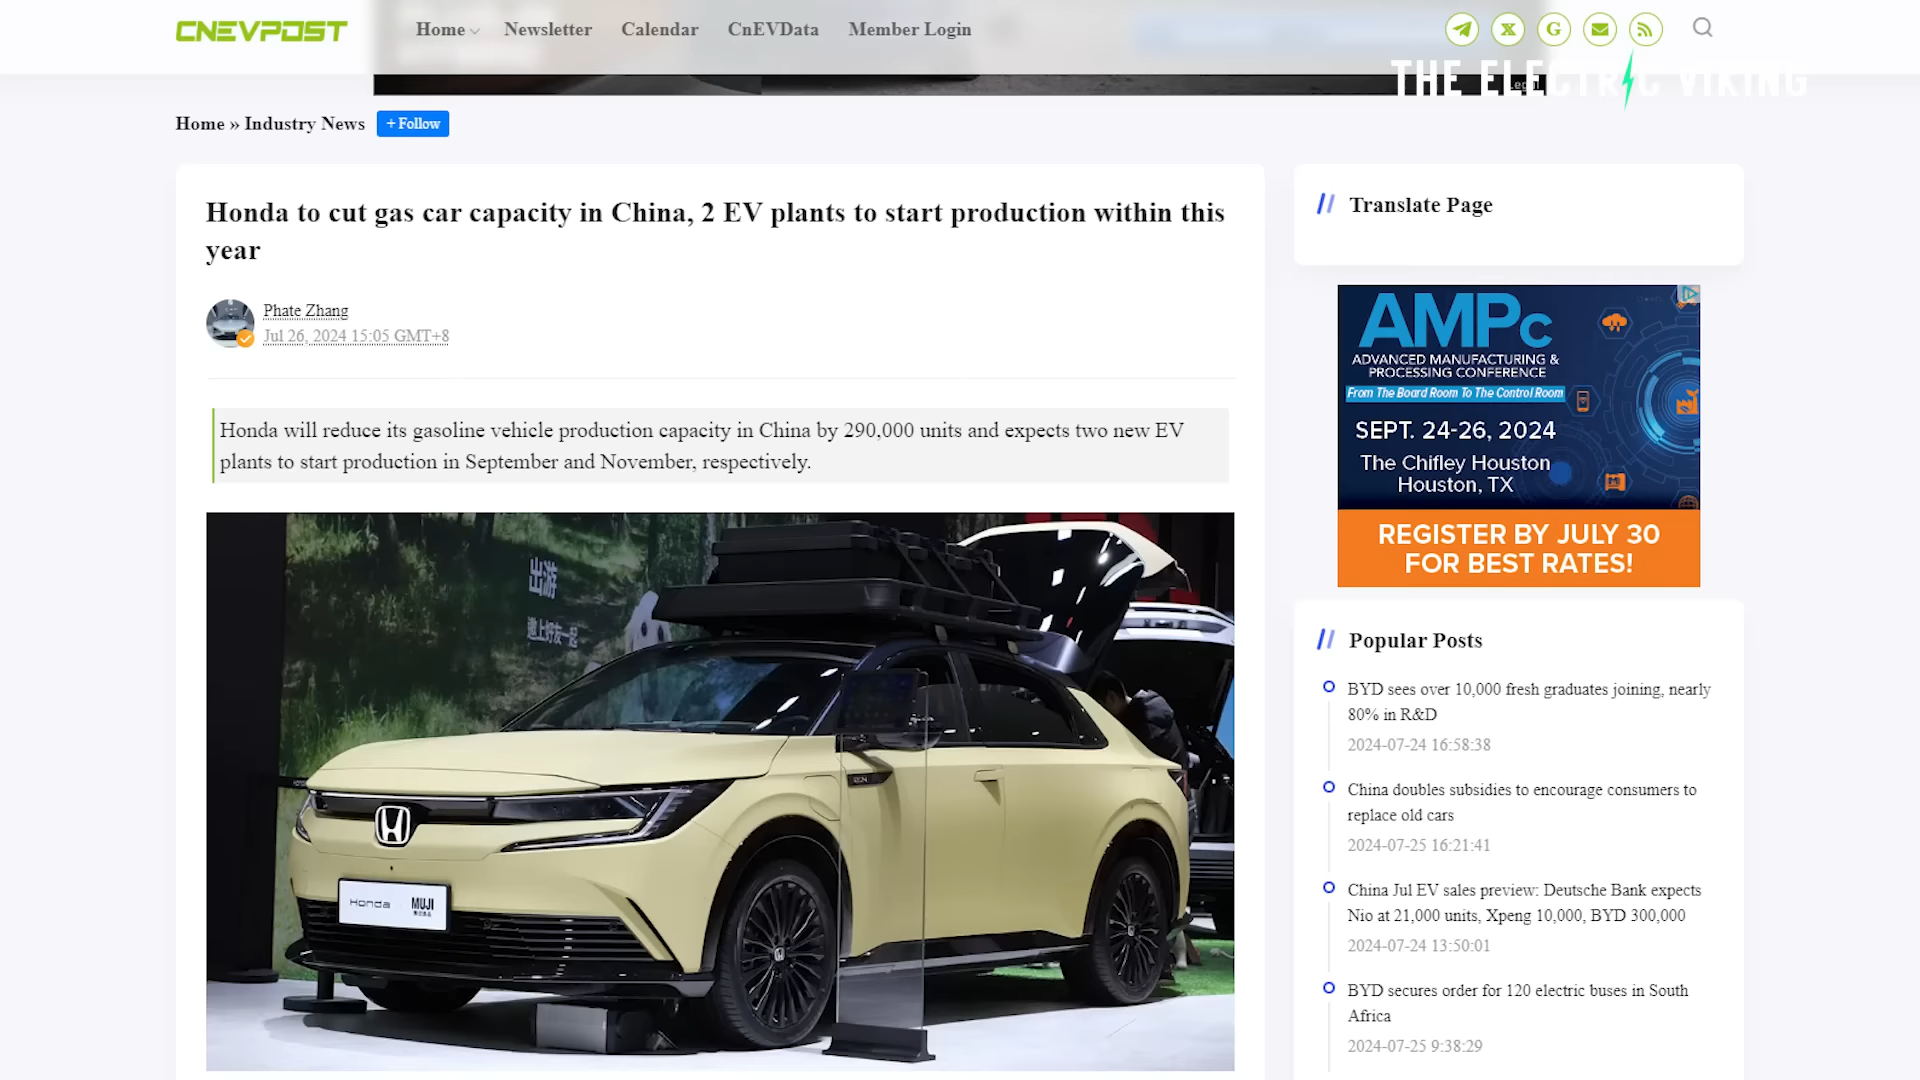 CNEVPOST
Home
Newsletter
Calendar
CnEVData
Member Login
THE ELECTRIC VIKING
Home » Industry News
+ Follow
Honda to cut gas car capacity in China, 2 EV plants to start production within this
year
Phate Zhang
Jul 26, 2024 15:05 GMT+8
Honda will reduce its gasoline vehicle production capacity in China by 290,000 units and expects two new EV
plants to start production in September and November, respectively.
出游
邀上好友一起
Honda MUJI
Translate Page
AMPc
ADVANCED MANUFACTURING &
PROCESSING CONFERENCE
From The Board Room To The Control Room
SEPT. 24-26, 2024
The Chifley Houston
Houston, TX
REGISTER BY JULY 30
FOR BEST RATES!
Popular Posts
BYD sees over 10,000 fresh graduates joining, nearly
80% in R&D
2024-07-24 16:58:38
China doubles subsidies to encourage consumers to
replace old cars
2024-07-25 16:21:41
China Jul EV sales preview: Deutsche Bank expects
Nio at 21,000 units, Xpeng 10,000, BYD 300,000
2024-07-24 13:50:01
BYD secures order for 120 electric buses in South
Africa
2024-07-25 9:38:29